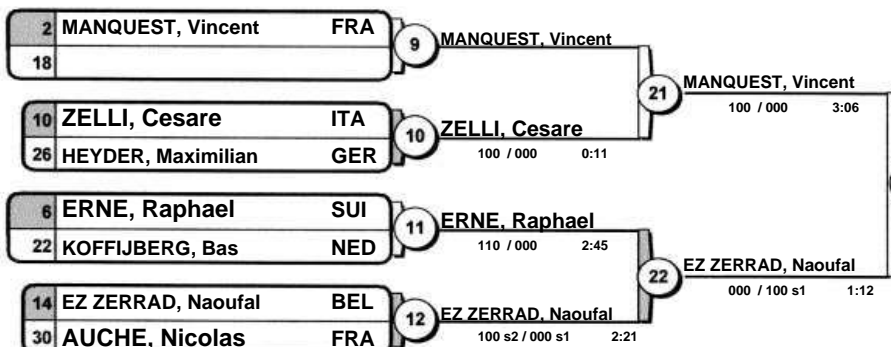 2 MANQUEST, Vincent FRA
18
9
MANQUEST, Vincent
10 ZELLI, Cesare ITA
26 HEYDER, Maximilian GER
10
ZELLI, Cesare
100 / 000 0:11
21
MANQUEST, Vincent
100 / 000 3:06
6 ERNE, Raphael SUI
22 KOFFIJBERG, Bas NED
11
ERNE, Raphael
110 / 000 2:45
14 EZ ZERRAD, Naoufal BEL
30 AUCHE, Nicolas FRA
12
EZ ZERRAD, Naoufal
100 s2 / 000 s1 2:21
22
EZ ZERRAD, Naoufal
000 / 100 s1 1:12